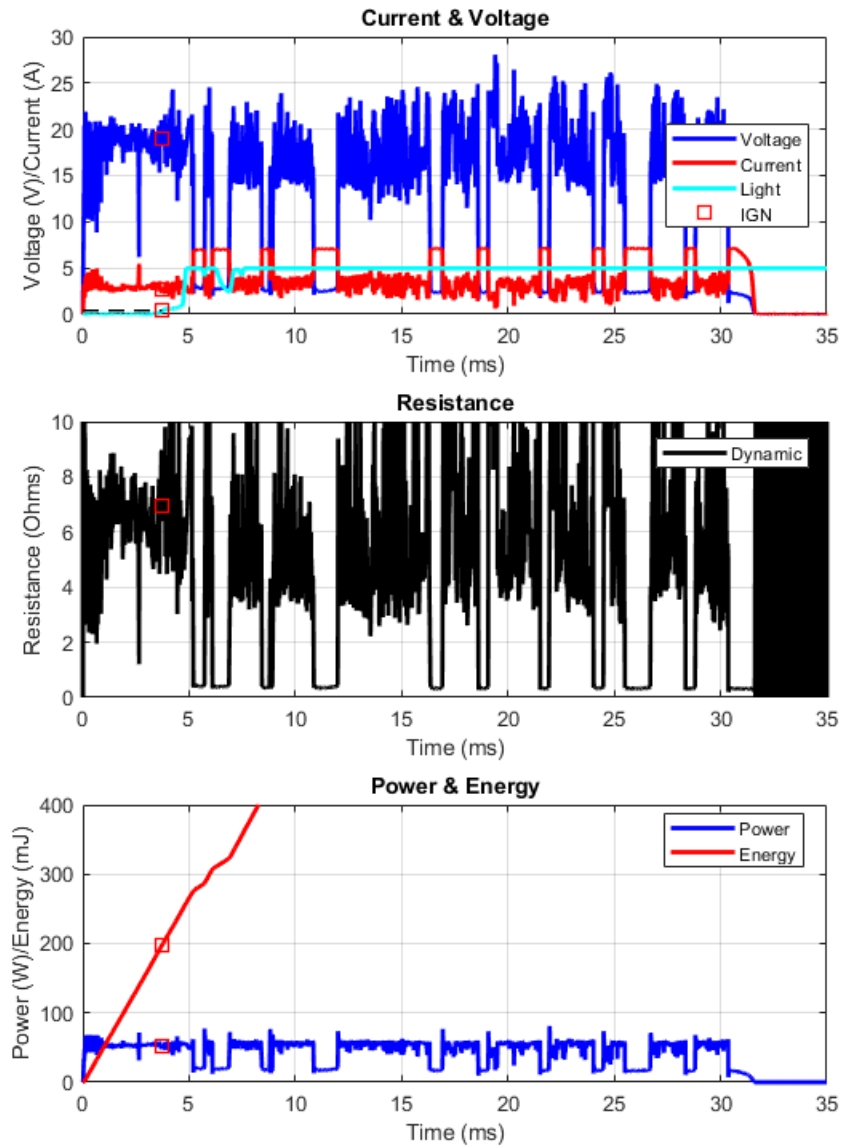 Current & Voltage
Voltage (V)/Current (A)
30
25
20
15
10
5
0
Voltage
Current
Light
IGN
0 5 10 15 20 25 30 35
Time (ms)
Resistance
Resistance (Ohms)
10
8
6
4
2
0
Dynamic
0 5 10 15 20 25 30 35
Time (ms)
Power & Energy
Power (W)/Energy (mJ)
400
300
200
100
0
Power
Energy
0 5 10 15 20 25 30 35
Time (ms)